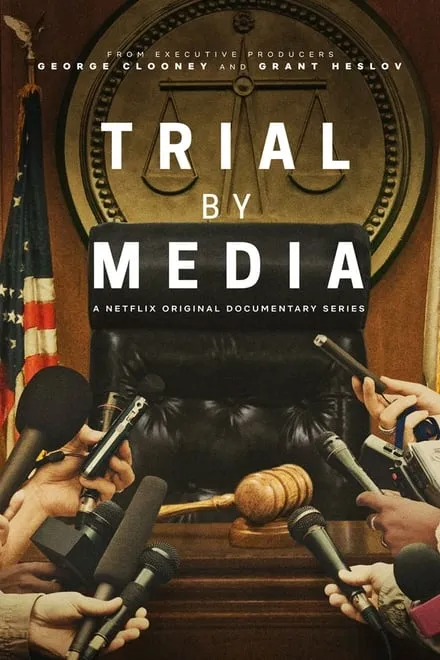 FROM EXECUTIVE PRODUCERS
GEORGE CLOONEY AND GRANT HESLOV
TRIAL
BY
MEDIA
A NETFLIX ORIGINAL DOCUMENTARY SERIES